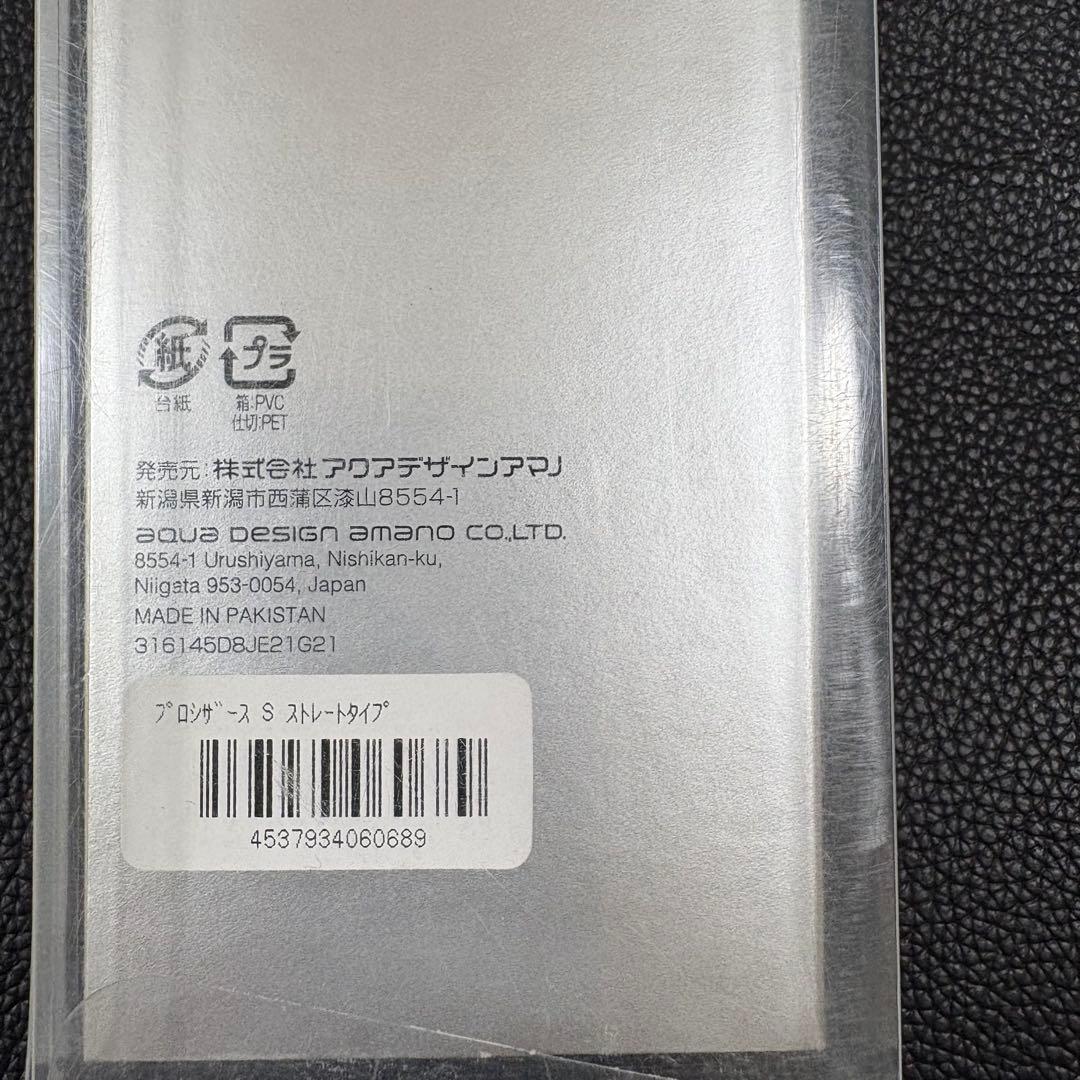 紙 プラ
台紙 箱:PVC
仕切:PET
発売元:株式会社アクアデザインアマノ
新潟県新潟市西蒲区漆山8554-1
aqua Design amano CO.,LTD.
8554-1 Urushiyama, Nishikan-ku,
Niigata 953-0054, Japan
MADE IN PAKISTAN
316145D8JE21G21
ﾌﾟﾛｼｻﾞｰｽ S ｽﾄﾚｰﾄﾀｲﾌﾟ
4537934060689